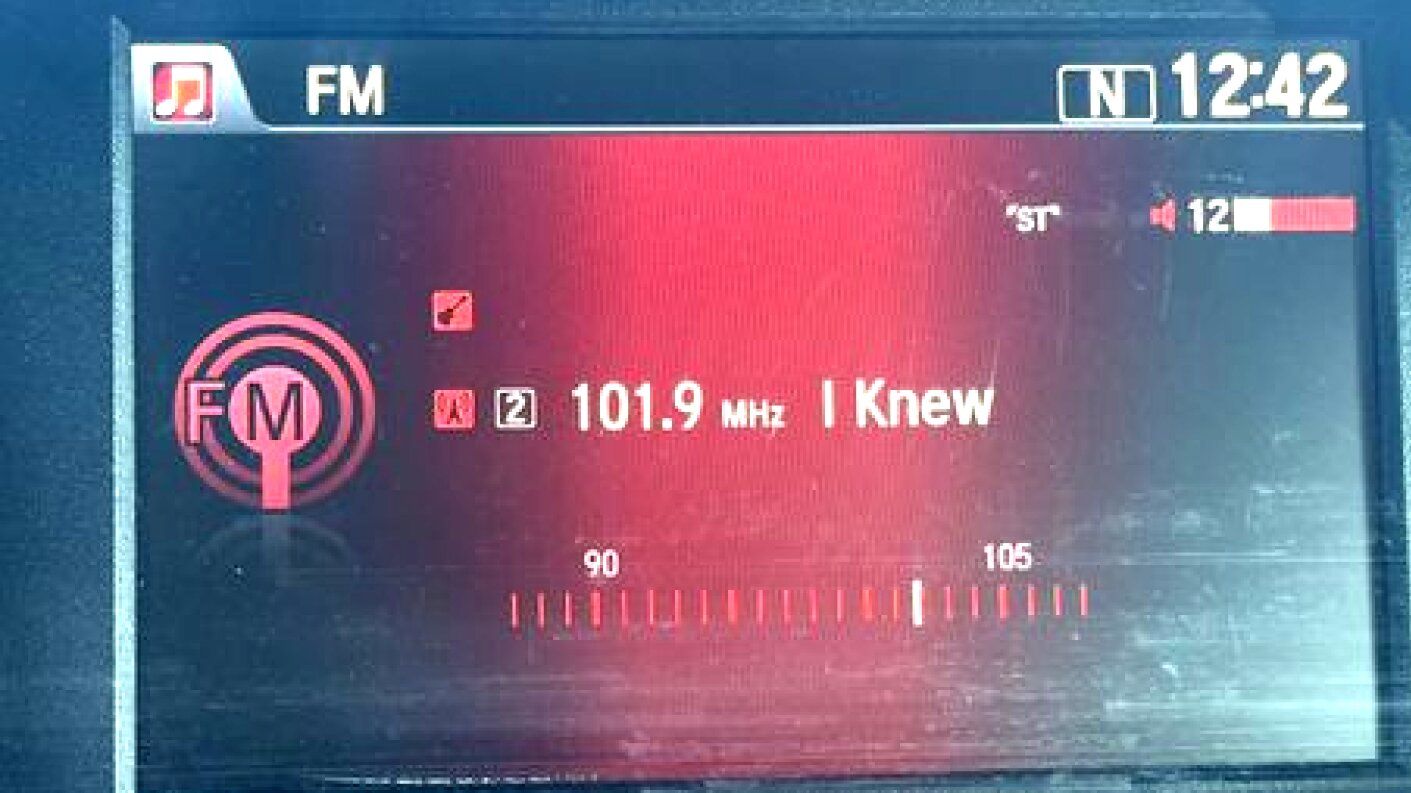 FM N 12:42
"ST" 12
FM
2 101.9 MHz I Knew
90 105